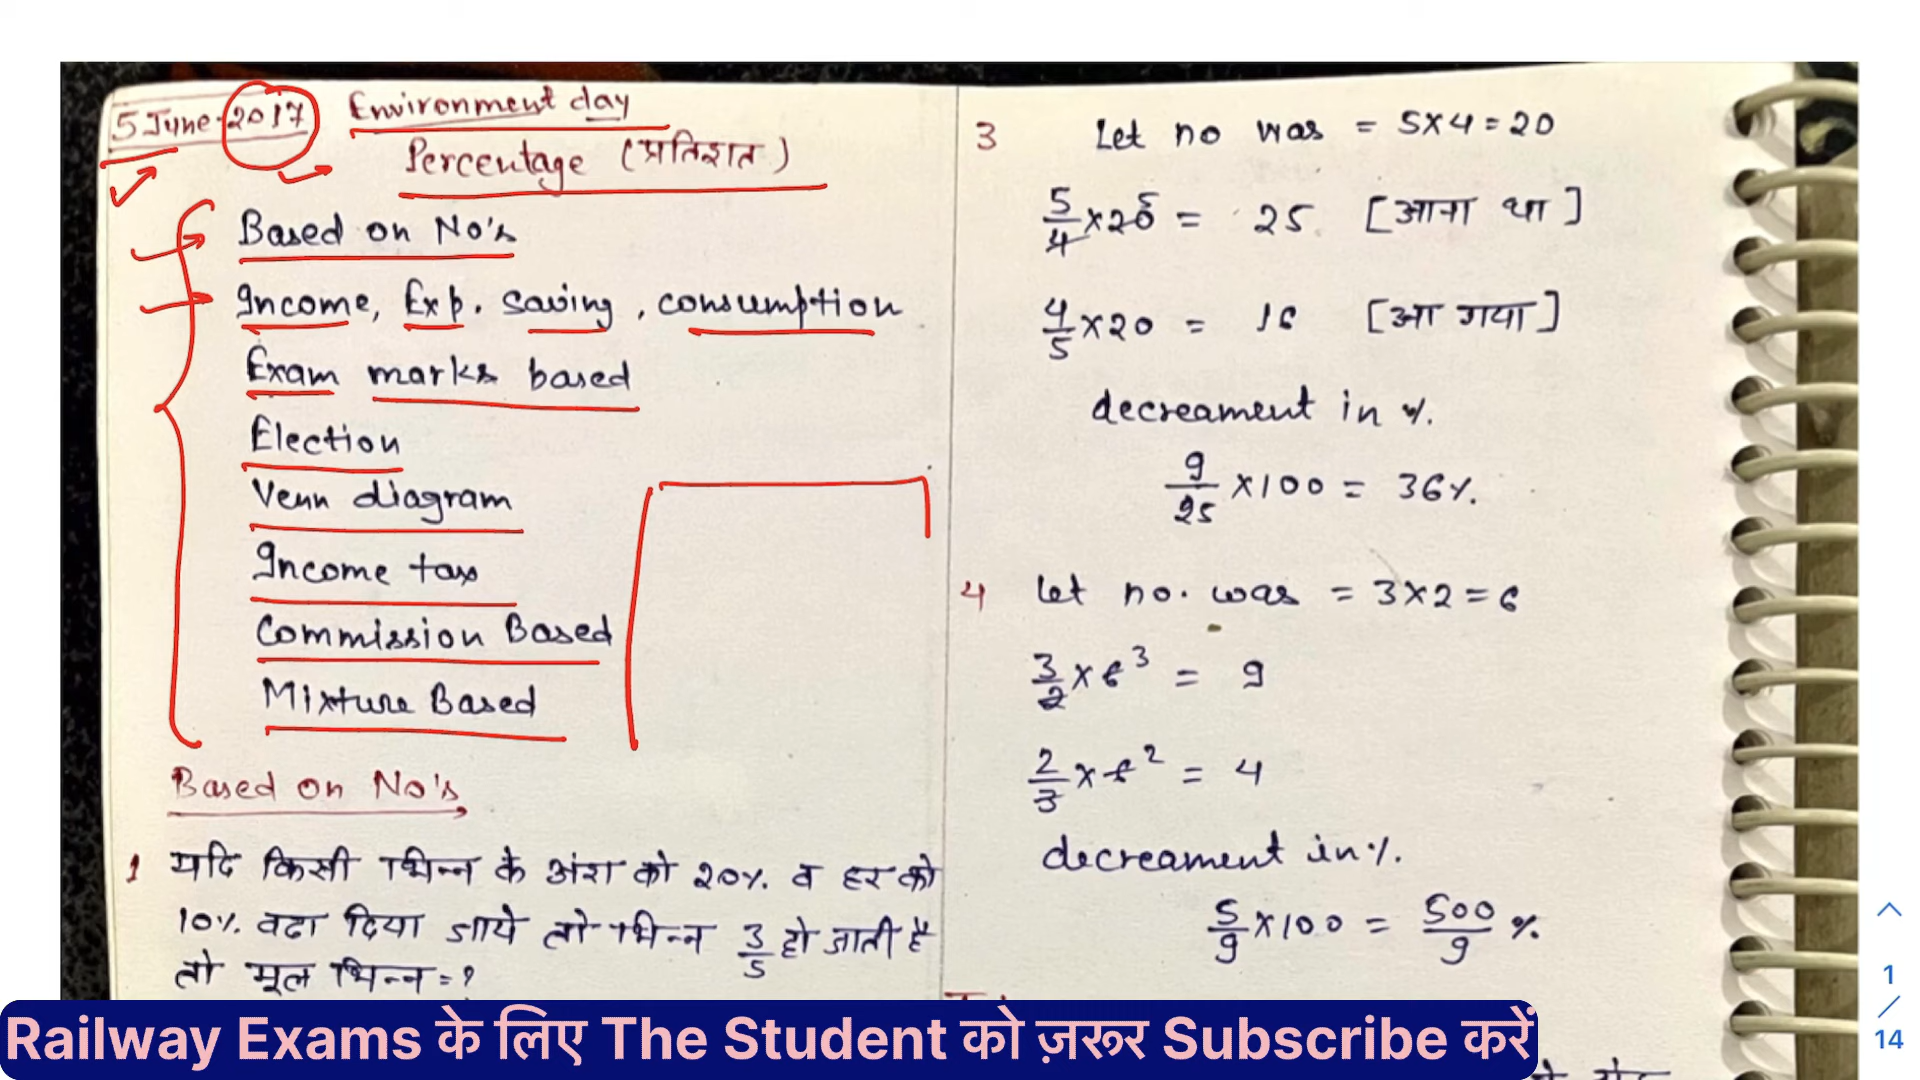 5 June-2017 Environment day
Percentage (प्रतिशत)
Based on No's
Income, Exp. Saving, consumption
Exam marks based
Election
Venn diagram
Income tax
Commission Based
Mixture Based
Based on No's
1 यदि किसी भिन्न के अंश को 20%. व हर को
10%. बढा दिया जाये तो भिन्न 3/5 हो जाती है
तो मूल भिन्न = ?
3 Let no was = 5×4=20
5/4 ×20 5 = 25 [आना था]
4/5 ×20 = 16 [आ गया]
decreament in %.
9/25 ×100 = 36%.
4 let no. was = 3×2=6
3/2 ×6 3 = 9
2/3 ×6 2 = 4
decreament in %.
5/9 ×100 = 500/9 %.
Railway Exams के लिए The Student को ज़रूर Subscribe करें
1
/
14